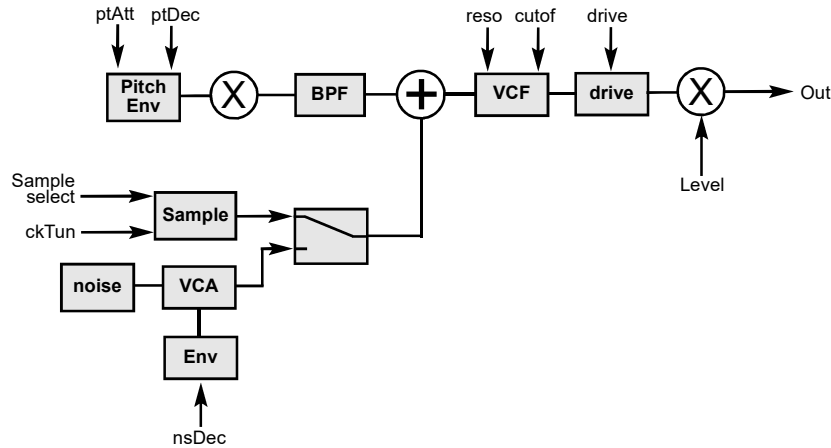 ptAtt ptDec reso cutof drive
Pitch
Env
X BPF + VCF drive X Out
Level
Sample
select
Sample
ckTun
noise VCA
Env
nsDec